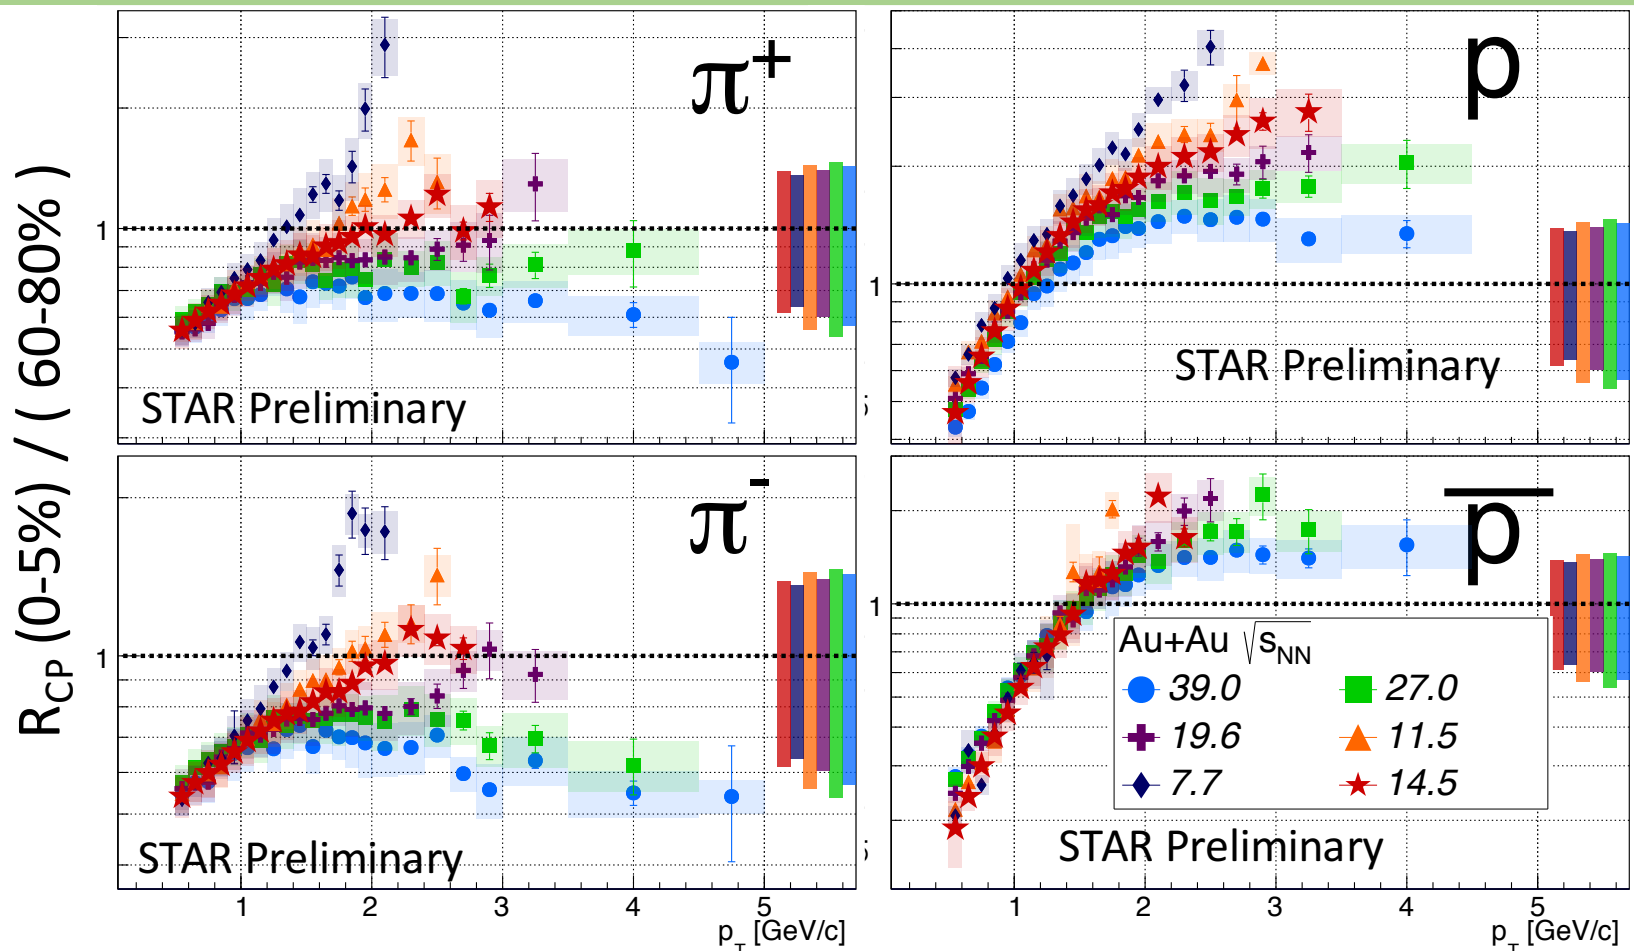 R_CP (0-5%) / ( 60-80% )
π⁺
1
STAR Preliminary
p
1
STAR Preliminary
π⁻
1
STAR Preliminary
1 2 3 4 5
p_T [GeV/c]
p̅
1
Au+Au √s_NN
39.0 27.0
19.6 11.5
7.7 14.5
STAR Preliminary
1 2 3 4 5
p_T [GeV/c]